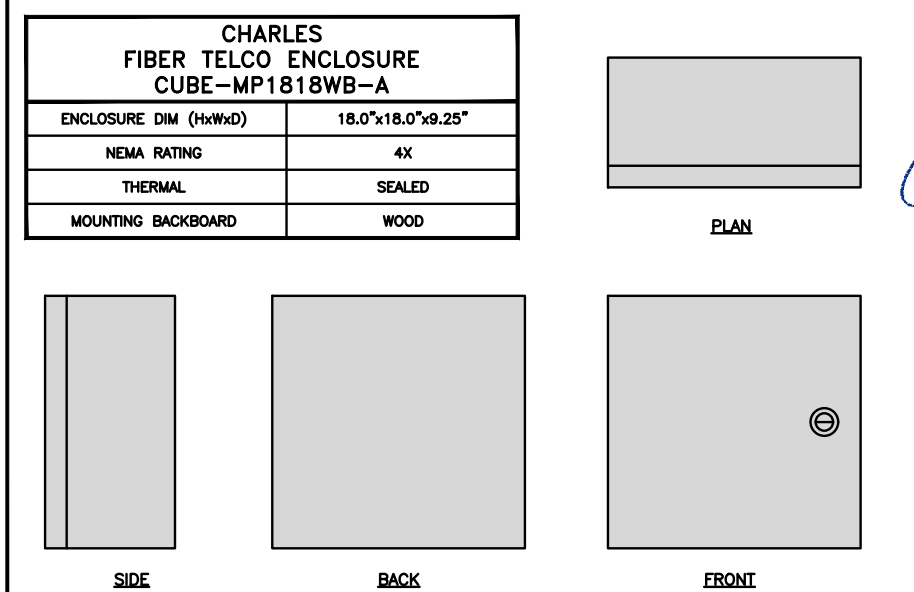 CHARLES
FIBER TELCO ENCLOSURE
CUBE-MP1818WB-A
ENCLOSURE DIM (HxWxD) 18.0"x18.0"x9.25"
NEMA RATING 4X
THERMAL SEALED
MOUNTING BACKBOARD WOOD
PLAN
SIDE
BACK
FRONT